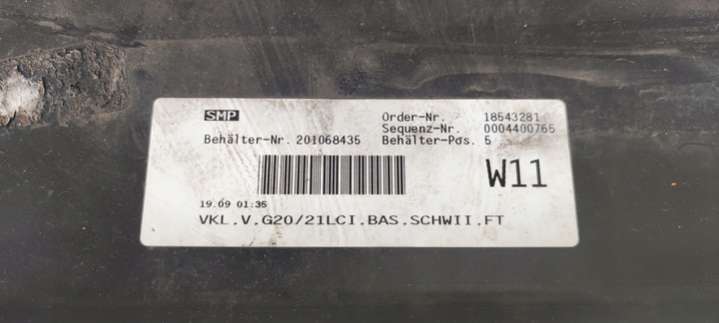 SMP
Order-Nr. 18543281
Sequenz-Nr. 0004400765
Behälter-Nr. 201068435 Behälter-Pos. 5
W11
19.09 01:35
VKL.V.G20/21LCI.BAS.SCHWII.FT